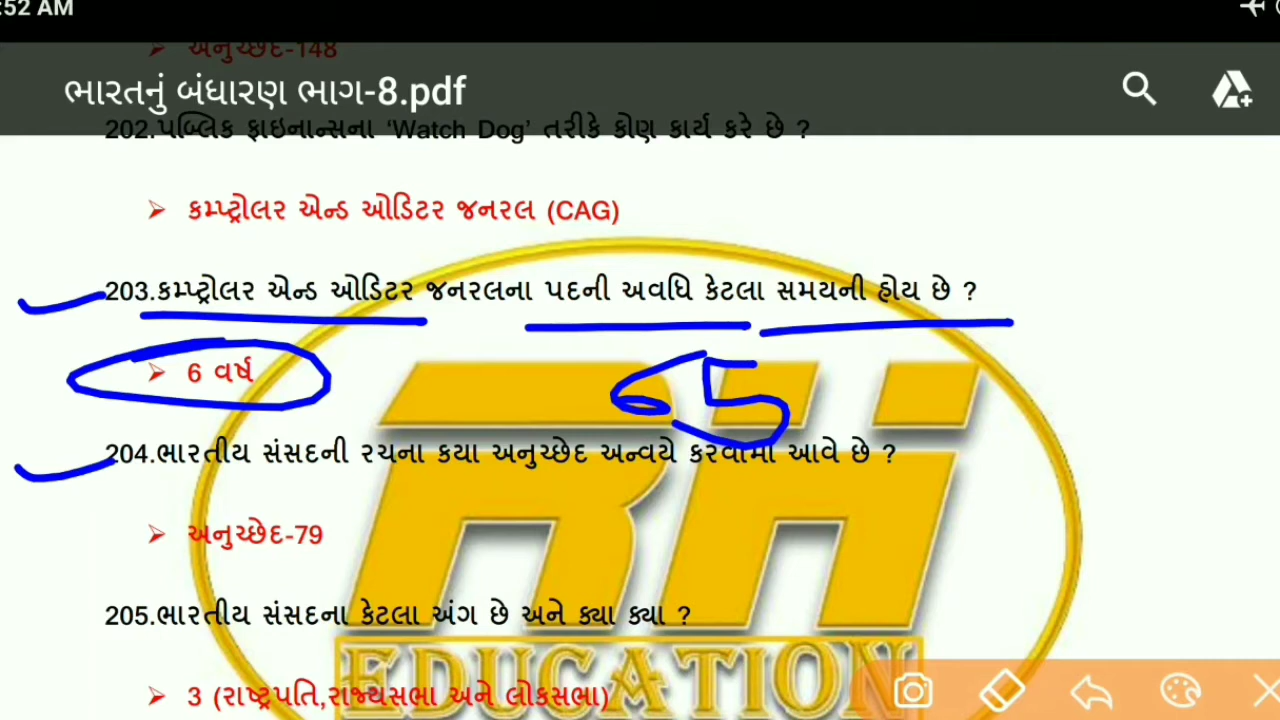 :52 AM
અનુચ્છેદ-148
ભારતનું બંધારણ ભાગ-8.pdf
202.પબ્લિક ફાઇનાન્સના ‘Watch Dog’ તરીકે કોણ કાર્ય કરે છે ?
➢ કમ્પ્ટ્રોલર એન્ડ ઓડિટર જનરલ (CAG)
203.કમ્પ્ટ્રોલર એન્ડ ઓડિટર જનરલના પદની અવધિ કેટલા સમયની હોય છે ?
➢ 6 વર્ષ
65
204.ભારતીય સંસદની રચના કયા અનુચ્છેદ અન્વયે કરવામાં આવે છે ?
➢ અનુચ્છેદ-79
205.ભારતીય સંસદના કેટલા અંગ છે અને ક્યા ક્યા ?
➢ 3 (રાષ્ટ્રપતિ,રાજ્યસભા અને લોકસભા)
RH
EDUCATION